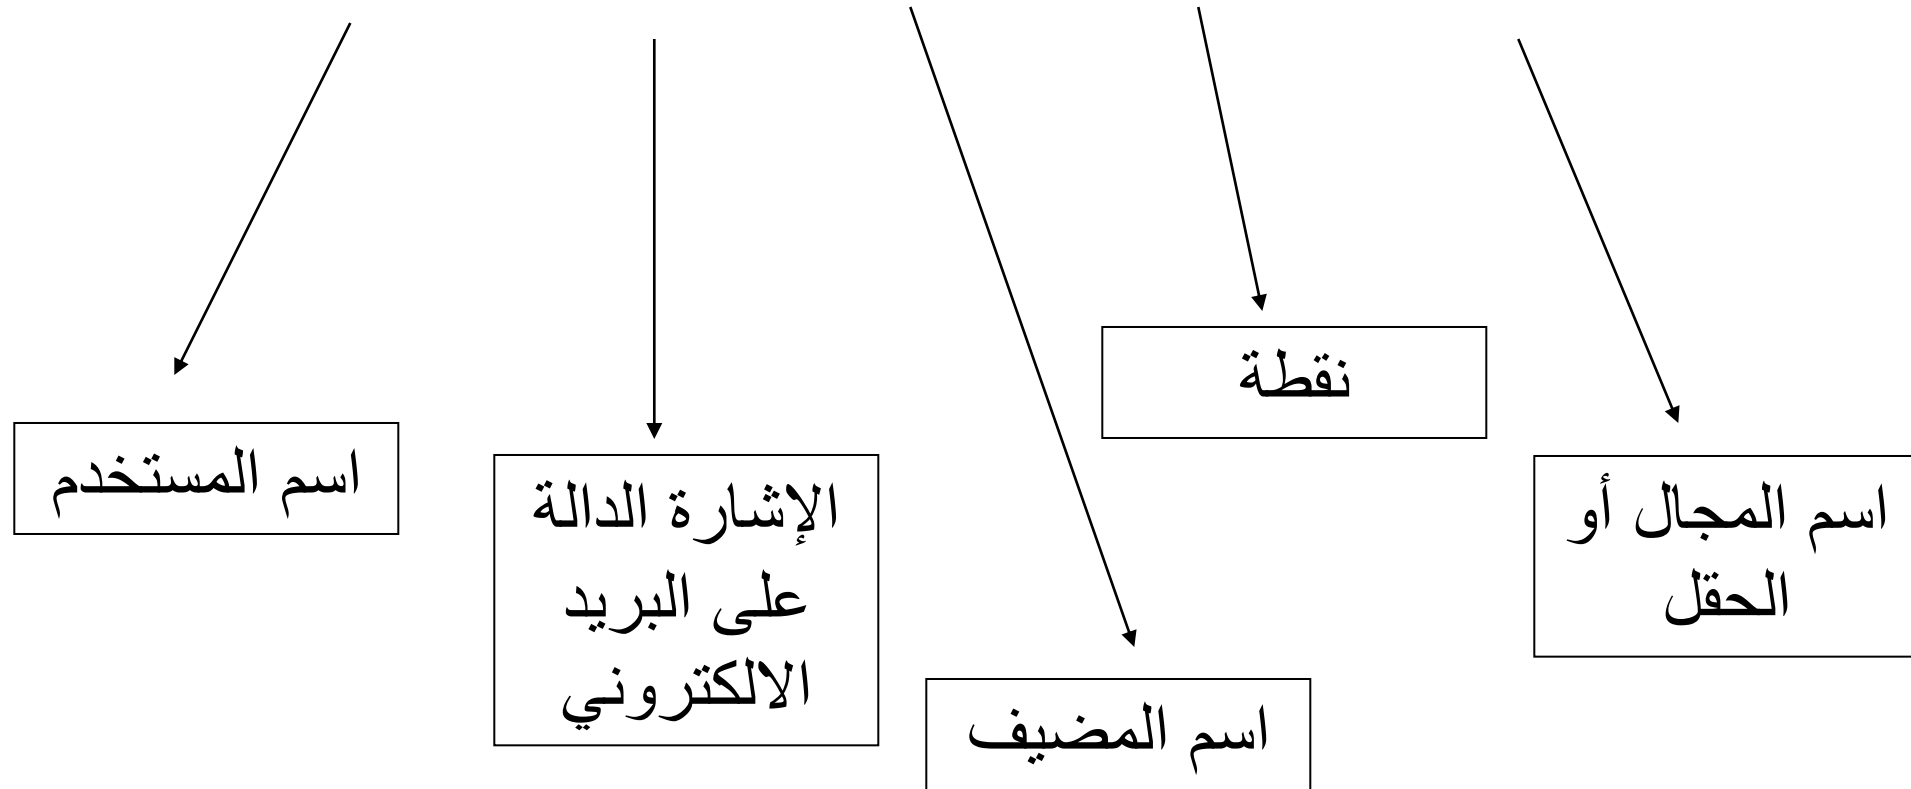 اسم المستخدم
الإشارة الدالة
على البريد
الالكتروني
اسم المضيف
نقطة
اسم المجال أو
الحقل